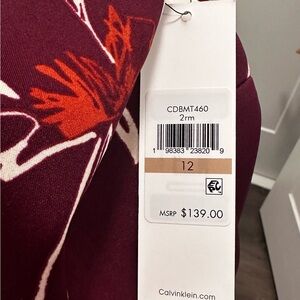 CDBMT460
2rm
1 98383 23820 9
12
MSRP $139.00
Calvinklein.com